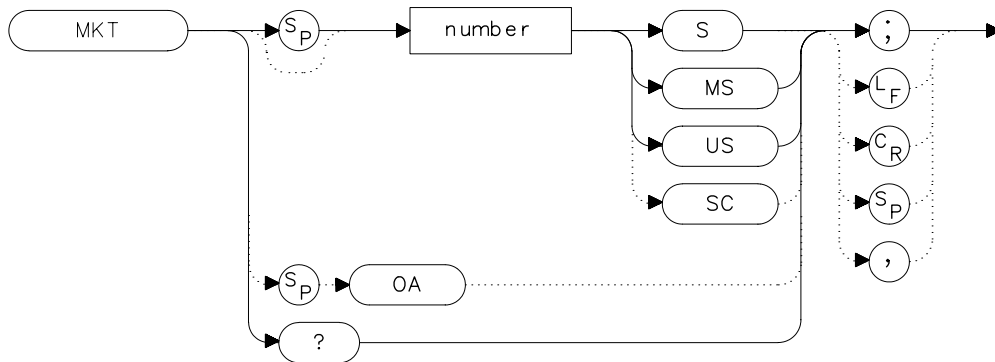 MKT SP number S ;
MS LF
US CR
SC SP
,
SP OA
?